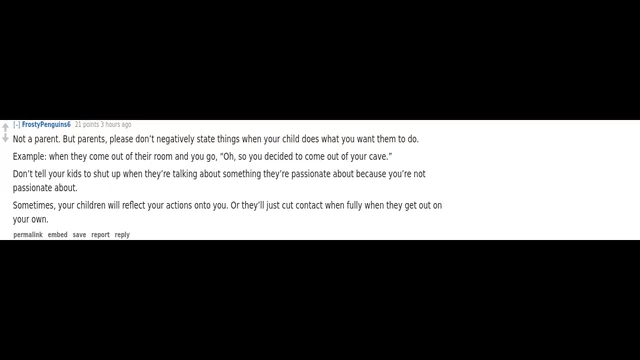 [-] FrostyPenguins6 21 points 3 hours ago
Not a parent. But parents, please don’t negatively state things when your child does what you want them to do.
Example: when they come out of their room and you go, “Oh, so you decided to come out of your cave.”
Don’t tell your kids to shut up when they’re talking about something they’re passionate about because you’re not
passionate about.
Sometimes, your children will reflect your actions onto you. Or they’ll just cut contact when fully when they get out on
your own.
permalink embed save report reply